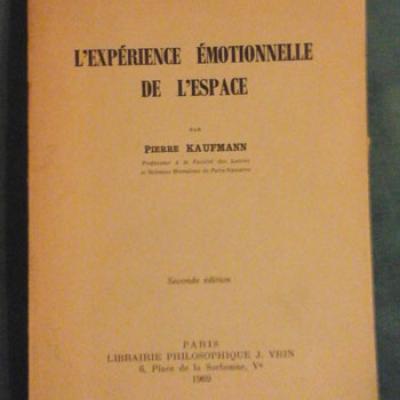 L'EXPÉRIENCE ÉMOTIONNELLE
DE L'ESPACE
PAR
PIERRE KAUFMANN
Professeur à la Faculté des Lettres
et Sciences Humaines de Paris-Nanterre
Seconde édition
PARIS
LIBRAIRIE PHILOSOPHIQUE J. VRIN
6, Place de la Sorbonne, Vᵉ
1969